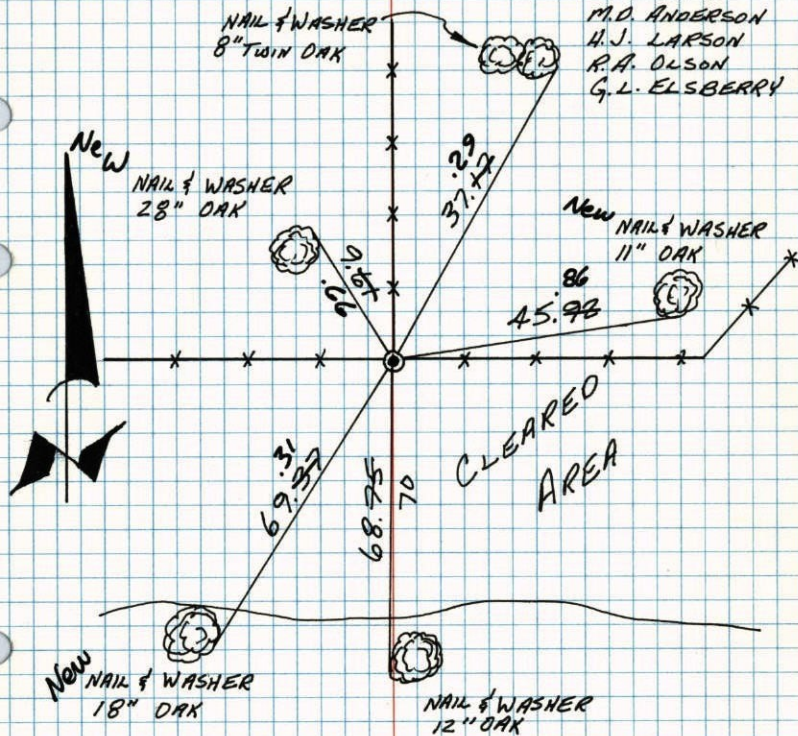 NAIL & WASHER
8" TWIN OAK
M.D. ANDERSON
H.J. LARSON
R.A. OLSON
G.L. ELSBERRY
New
NAIL & WASHER
28" OAK
.29
37.
New
NAIL & WASHER
11" OAK
.66
.86
45.
CLEARED
AREA
.31
69.37
68.75
70
New
NAIL & WASHER
18" OAK
NAIL & WASHER
12" OAK